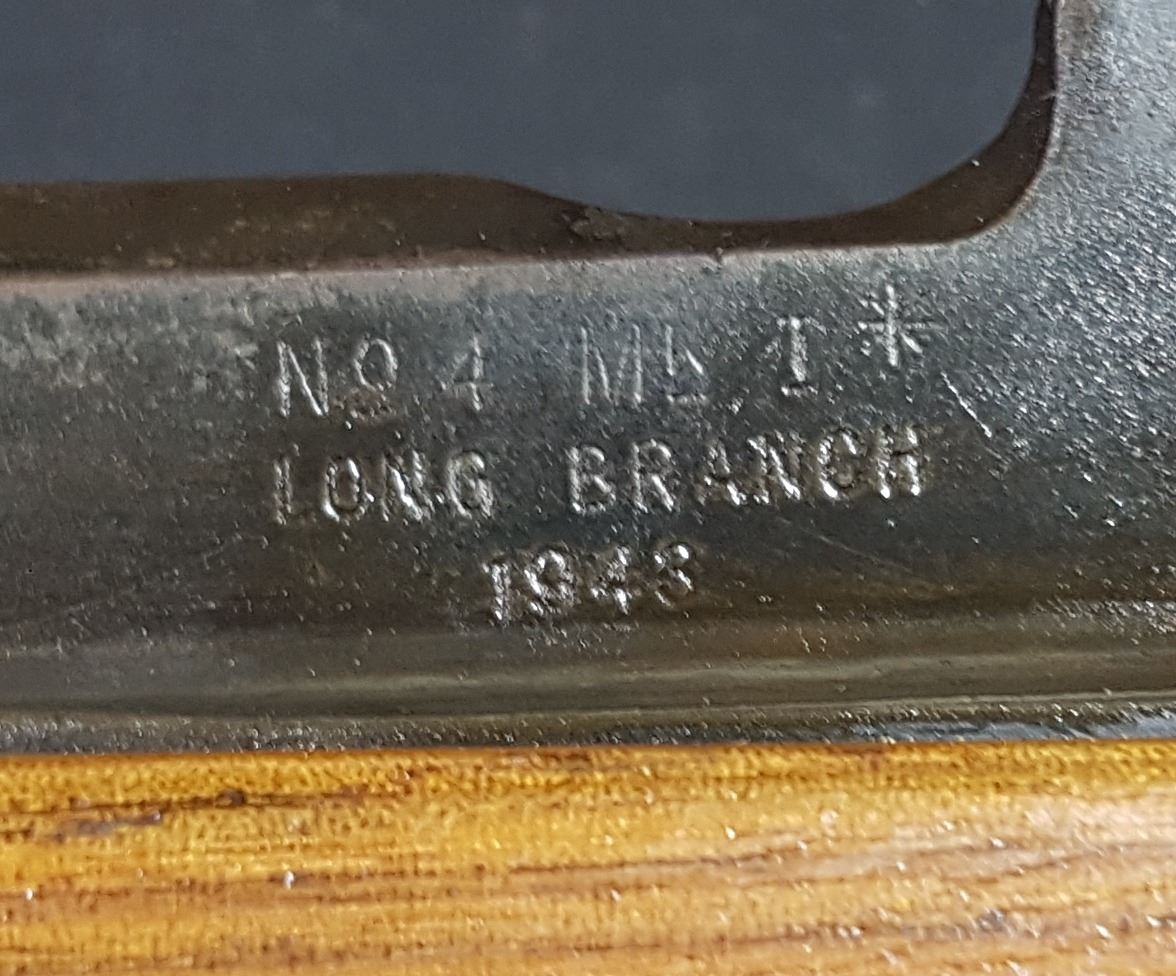 Nº 4 Mk I*
LONG BRANCH
1943